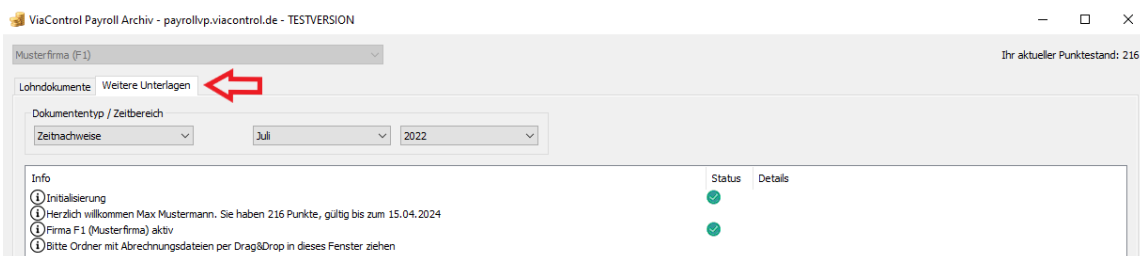 ViaControl Payroll Archiv - payrollvp.viacontrol.de - TESTVERSION
Musterfirma (F1)
Ihr aktueller Punktestand: 216
Lohndokumente Weitere Unterlagen
Dokumententyp / Zeitbereich
Zeitnachweise Juli 2022
Info Status Details
Initialisierung
Herzlich willkommen Max Mustermann. Sie haben 216 Punkte, gültig bis zum 15.04.2024
Firma F1 (Musterfirma) aktiv
Bitte Ordner mit Abrechnungsdateien per Drag&Drop in dieses Fenster ziehen